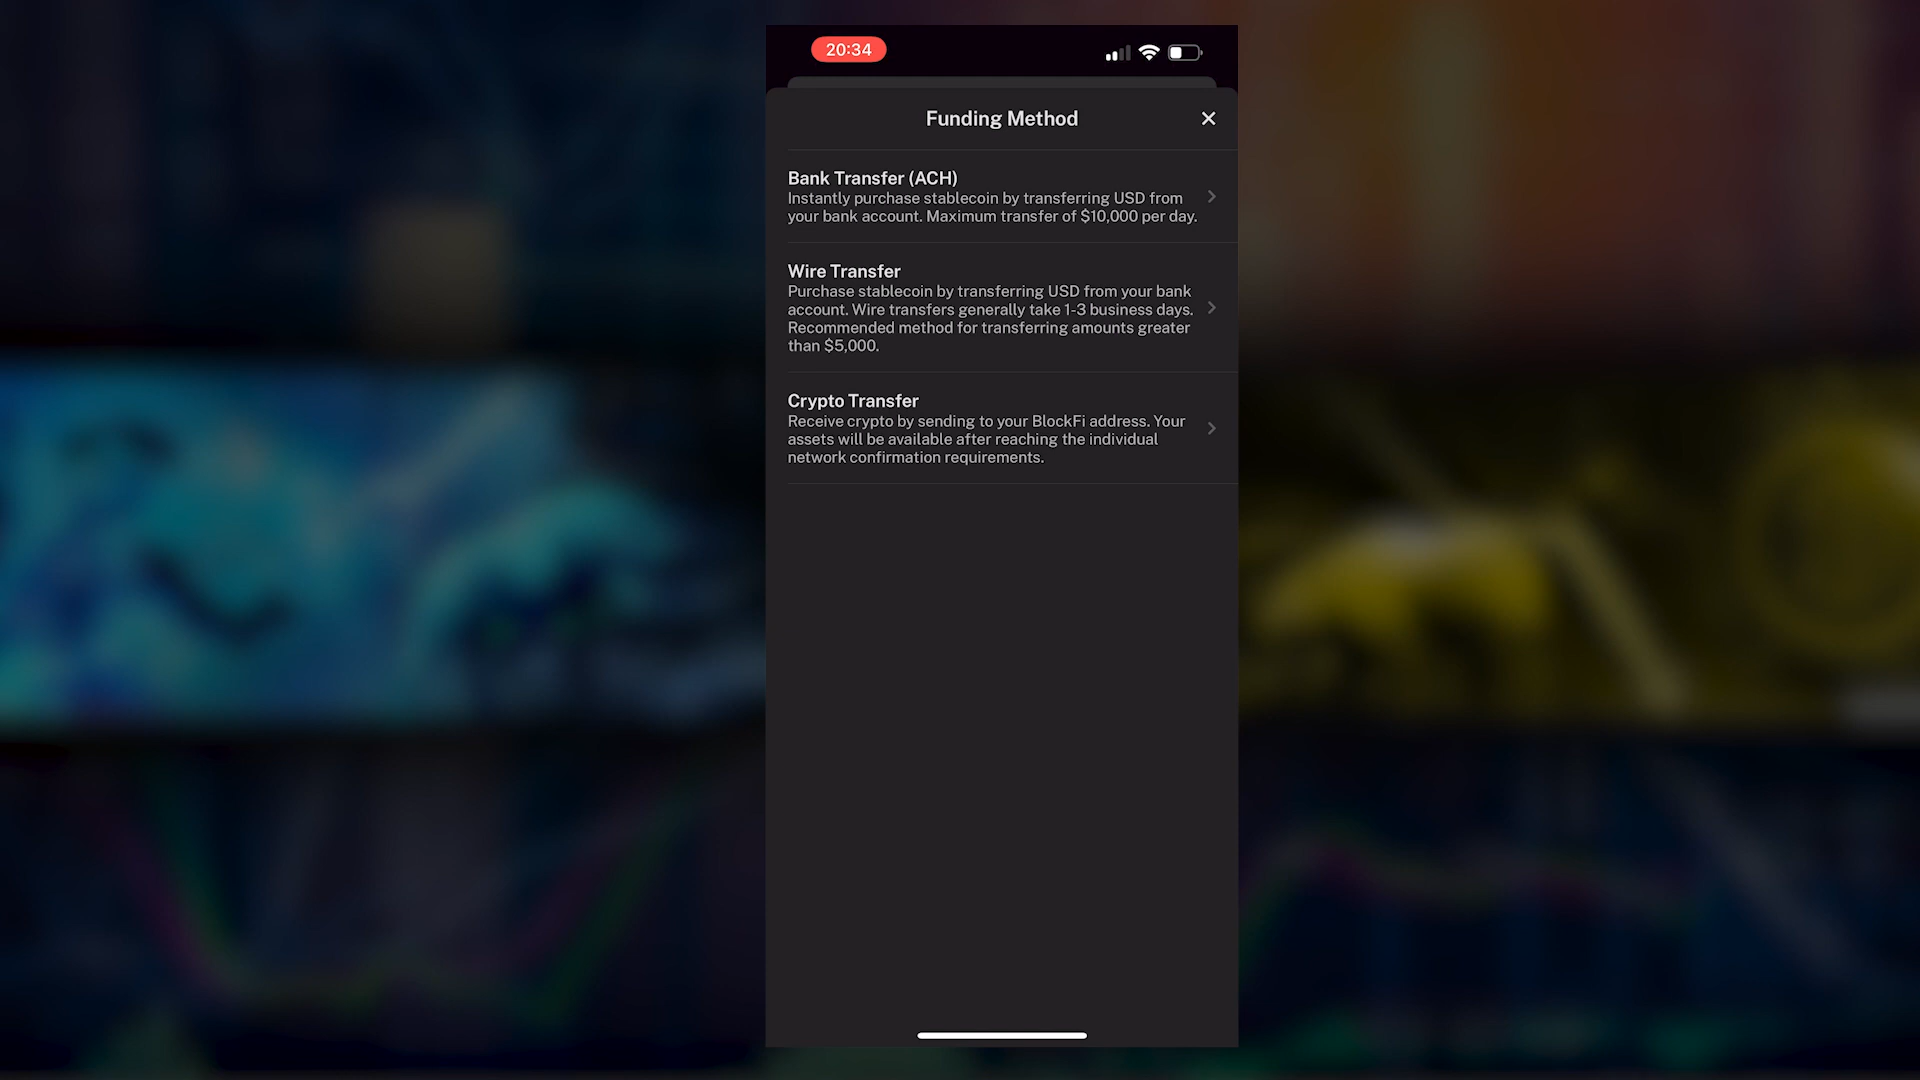 20:34
Funding Method
Bank Transfer (ACH)
Instantly purchase stablecoin by transferring USD from
your bank account. Maximum transfer of $10,000 per day.
Wire Transfer
Purchase stablecoin by transferring USD from your bank
account. Wire transfers generally take 1-3 business days.
Recommended method for transferring amounts greater
than $5,000.
Crypto Transfer
Receive crypto by sending to your BlockFi address. Your
assets will be available after reaching the individual
network confirmation requirements.